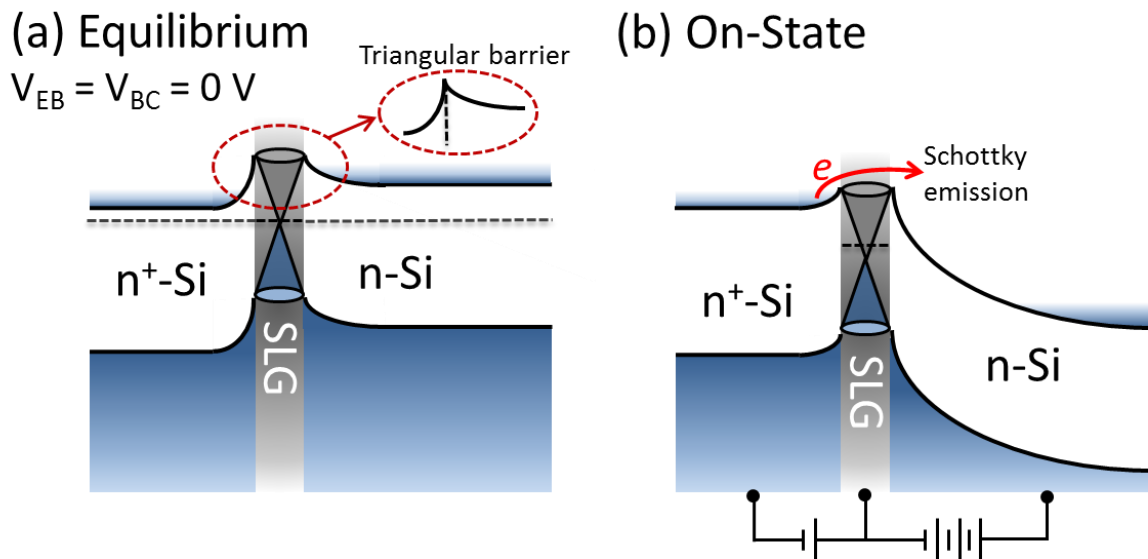 (a) Equilibrium
V_EB = V_BC = 0 V
Triangular barrier
n⁺-Si
n-Si
SLG
(b) On-State
e
Schottky
emission
n⁺-Si
n-Si
SLG